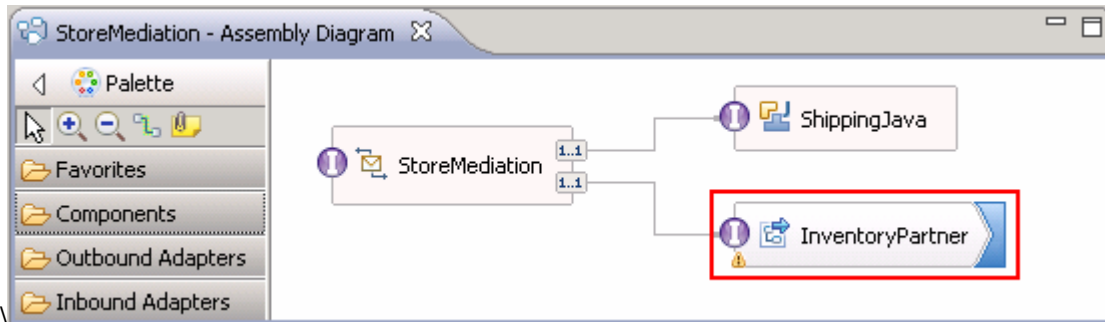 StoreMediation - Assembly Diagram
Palette
Favorites
Components
Outbound Adapters
Inbound Adapters
StoreMediation
1..1
1..1
ShippingJava
InventoryPartner
\